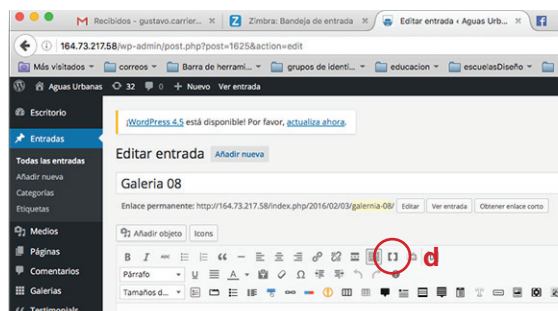 Recibidos - gustavo.carrier... ×
Zimbra: Bandeja de entrada ×
Editar entrada ‹ Aguas Urb... ×
164.73.217.58/wp-admin/post.php?post=1625&action=edit
Más visitados
correos
Barra de herrami...
grupos de identi...
educacion
escuelasDiseño
Aguas Urbanas
32
0
+ Nuevo
Ver entrada
Escritorio
¡WordPress 4.5 está disponible! Por favor, actualiza ahora.
Entradas
Todas las entradas
Añadir nueva
Categorías
Etiquetas
Medios
Páginas
Comentarios
Galerias
Testimonials
Editar entrada Añadir nueva
Galeria 08
Enlace permanente: http://164.73.217.58/index.php/2016/02/03/galernia-08/ Editar Ver entrada Obtener enlace corto
Añadir objeto Icons
B I ABC
d
Párrafo U A Ω
Tamaños d...